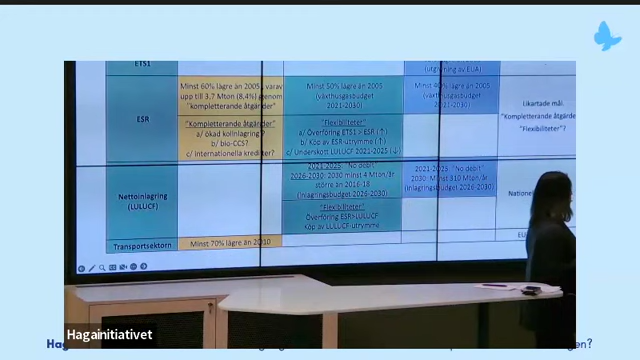 ETS1
(utgivning av EUA)
ESR
Minst 60% lägre än 2005, varav
upp till 3,7 Mton (8,4%) genom
"kompletterande åtgärder"
"Kompletterande åtgärder"
a/ ökad kolinlagring?
b/ bio-CCS?
c/ internationella krediter?
Minst 50% lägre än 2005
(växthusgasbudget
2021-2030)
"Flexibiliteter"
a/ Överföring ETS1 > ESR (↑)
b/ Köp av ESR-utrymme (↑)
c/ Underskott LULUCF 2021-2025 (↓)
Minst 40% lägre än 2005
(växthusgasbudget
2021-2030)
Likartade mål.
"Kompletterande åtgärder
"Flexibiliteter"?
Nettoinlagring
(LULUCF)
2021-2025: "No debit"
2026-2030: 2030 minst 4 Mton/år
större än 2016-18
(inlagringsbudget 2026-2030)
"Flexibiliteter"
Överföring ESR>LULUCF
Köp av LULUCF-utrymme
2021-2025: "No debit"
2030: Minst 310 Mton/år
(inlagringsbudget 2026-2030)
Transportsektorn
Minst 70% lägre än 2010
Hagainitiativet